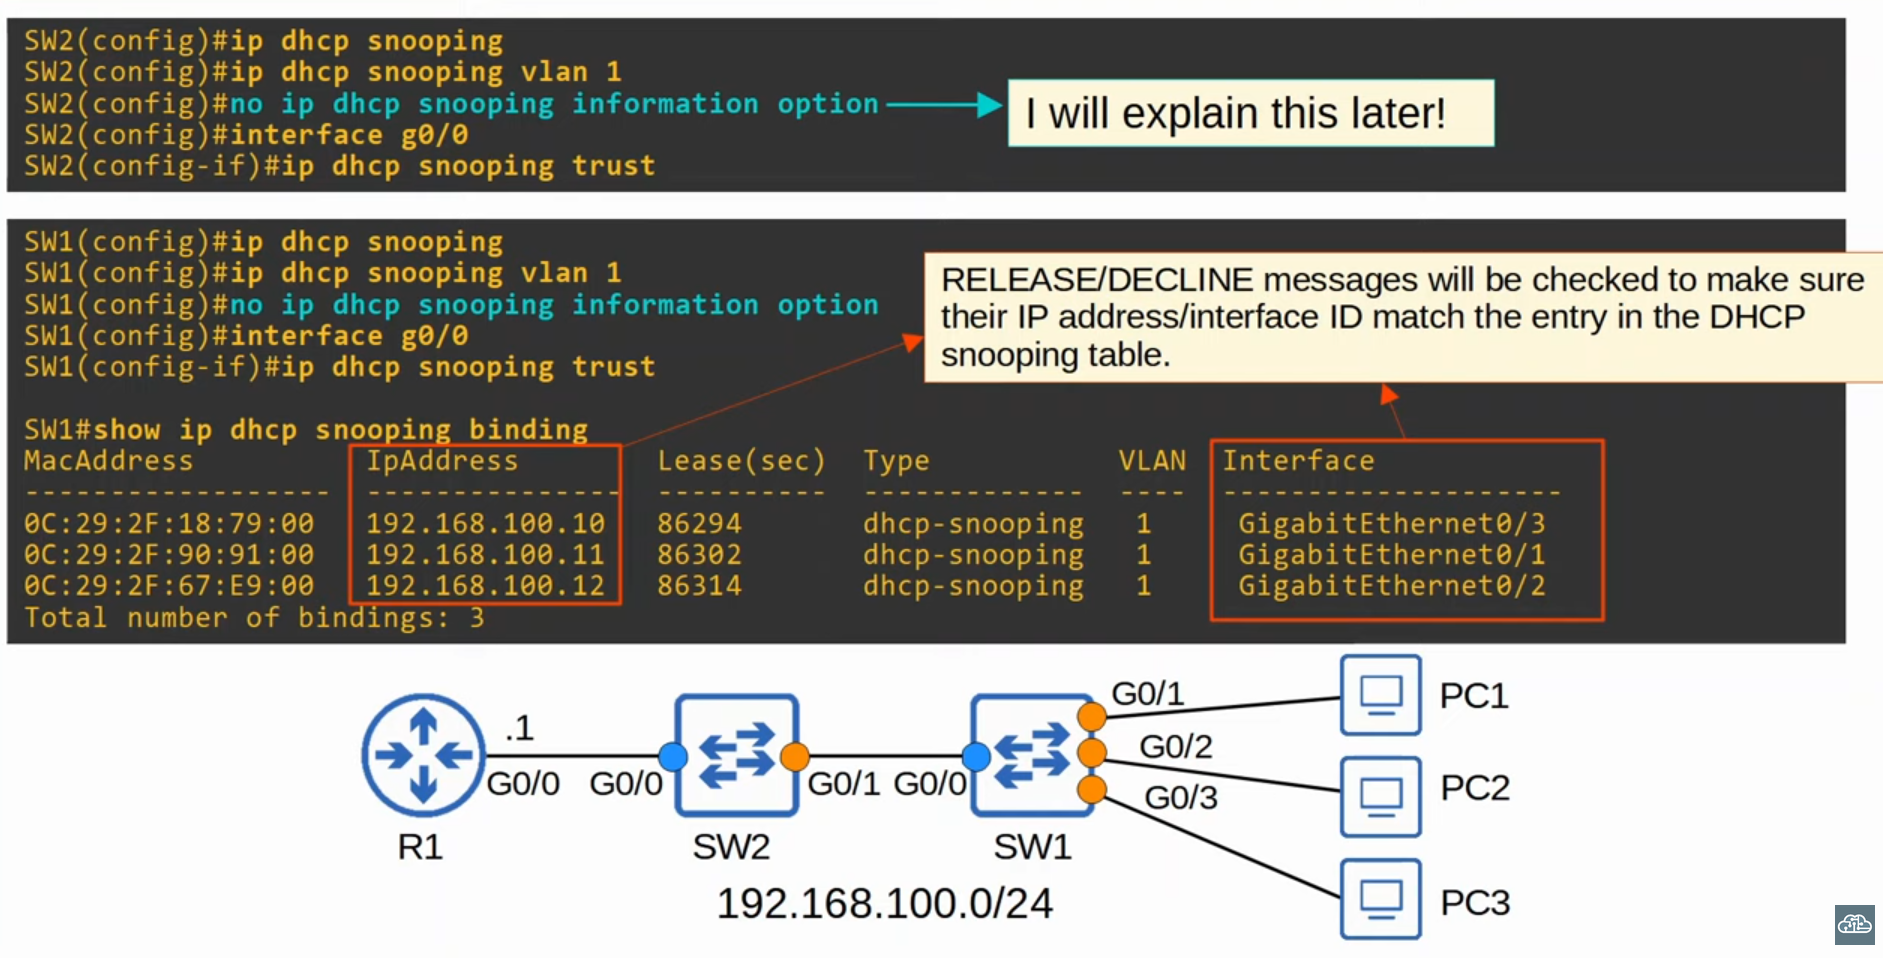 SW2(config)#ip dhcp snooping
SW2(config)#ip dhcp snooping vlan 1
SW2(config)#no ip dhcp snooping information option
I will explain this later!
SW2(config)#interface g0/0
SW2(config-if)#ip dhcp snooping trust
SW1(config)#ip dhcp snooping
SW1(config)#ip dhcp snooping vlan 1
SW1(config)#no ip dhcp snooping information option
SW1(config)#interface g0/0
SW1(config-if)#ip dhcp snooping trust
RELEASE/DECLINE messages will be checked to make sure
their IP address/interface ID match the entry in the DHCP
snooping table.
SW1#show ip dhcp snooping binding
MacAddress IpAddress Lease(sec) Type VLAN Interface
------------------ --------------- ---------- ------------- ---- --------------------
0C:29:2F:18:79:00 192.168.100.10 86294 dhcp-snooping 1 GigabitEthernet0/3
0C:29:2F:90:91:00 192.168.100.11 86302 dhcp-snooping 1 GigabitEthernet0/1
0C:29:2F:67:E9:00 192.168.100.12 86314 dhcp-snooping 1 GigabitEthernet0/2
Total number of bindings: 3
.1
G0/0
G0/0
G0/1
G0/0
G0/1
G0/2
G0/3
PC1
PC2
PC3
R1
SW2
SW1
192.168.100.0/24